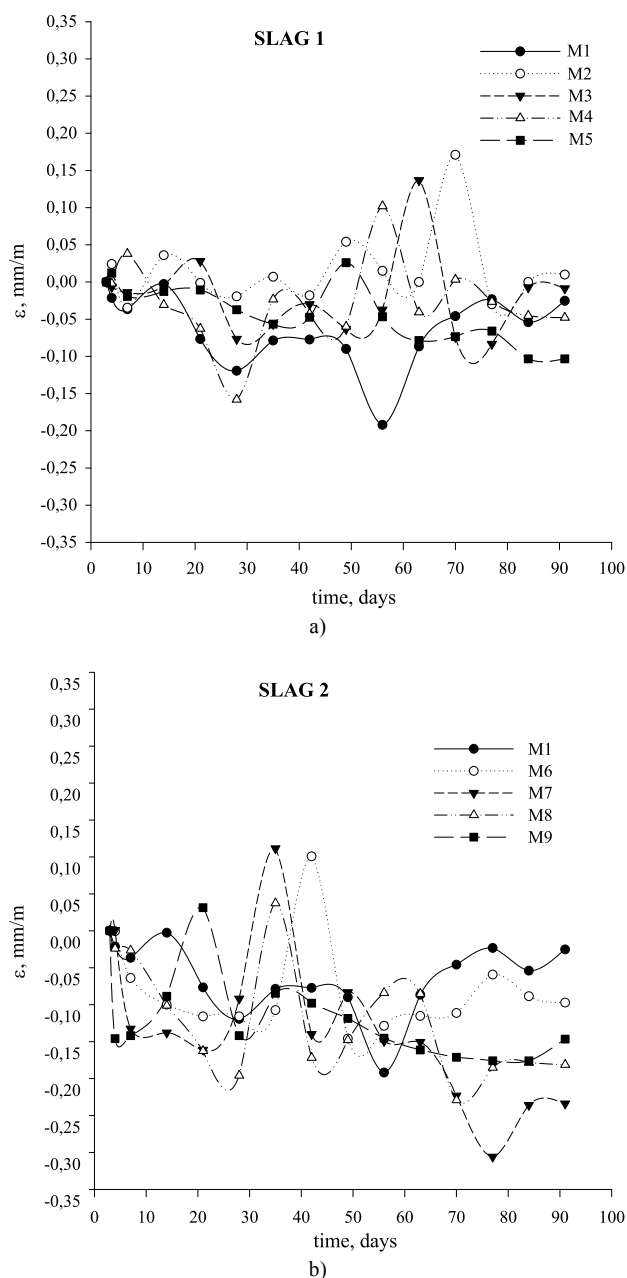 SLAG 1
M1
M2
M3
M4
M5
0,35
0,30
0,25
0,20
0,15
0,10
0,05
0,00
-0,05
-0,10
-0,15
-0,20
-0,25
-0,30
-0,35
ε, mm/m
0 10 20 30 40 50 60 70 80 90 100
time, days
a)
SLAG 2
M1
M6
M7
M8
M9
0,35
0,30
0,20
0,20
0,15
0,10
0,05
0,00
-0,05
-0,10
-0,15
-0,20
-0,25
-0,30
-0,35
ε, mm/m
0 10 20 30 40 50 60 70 80 90 100
time, days
b)